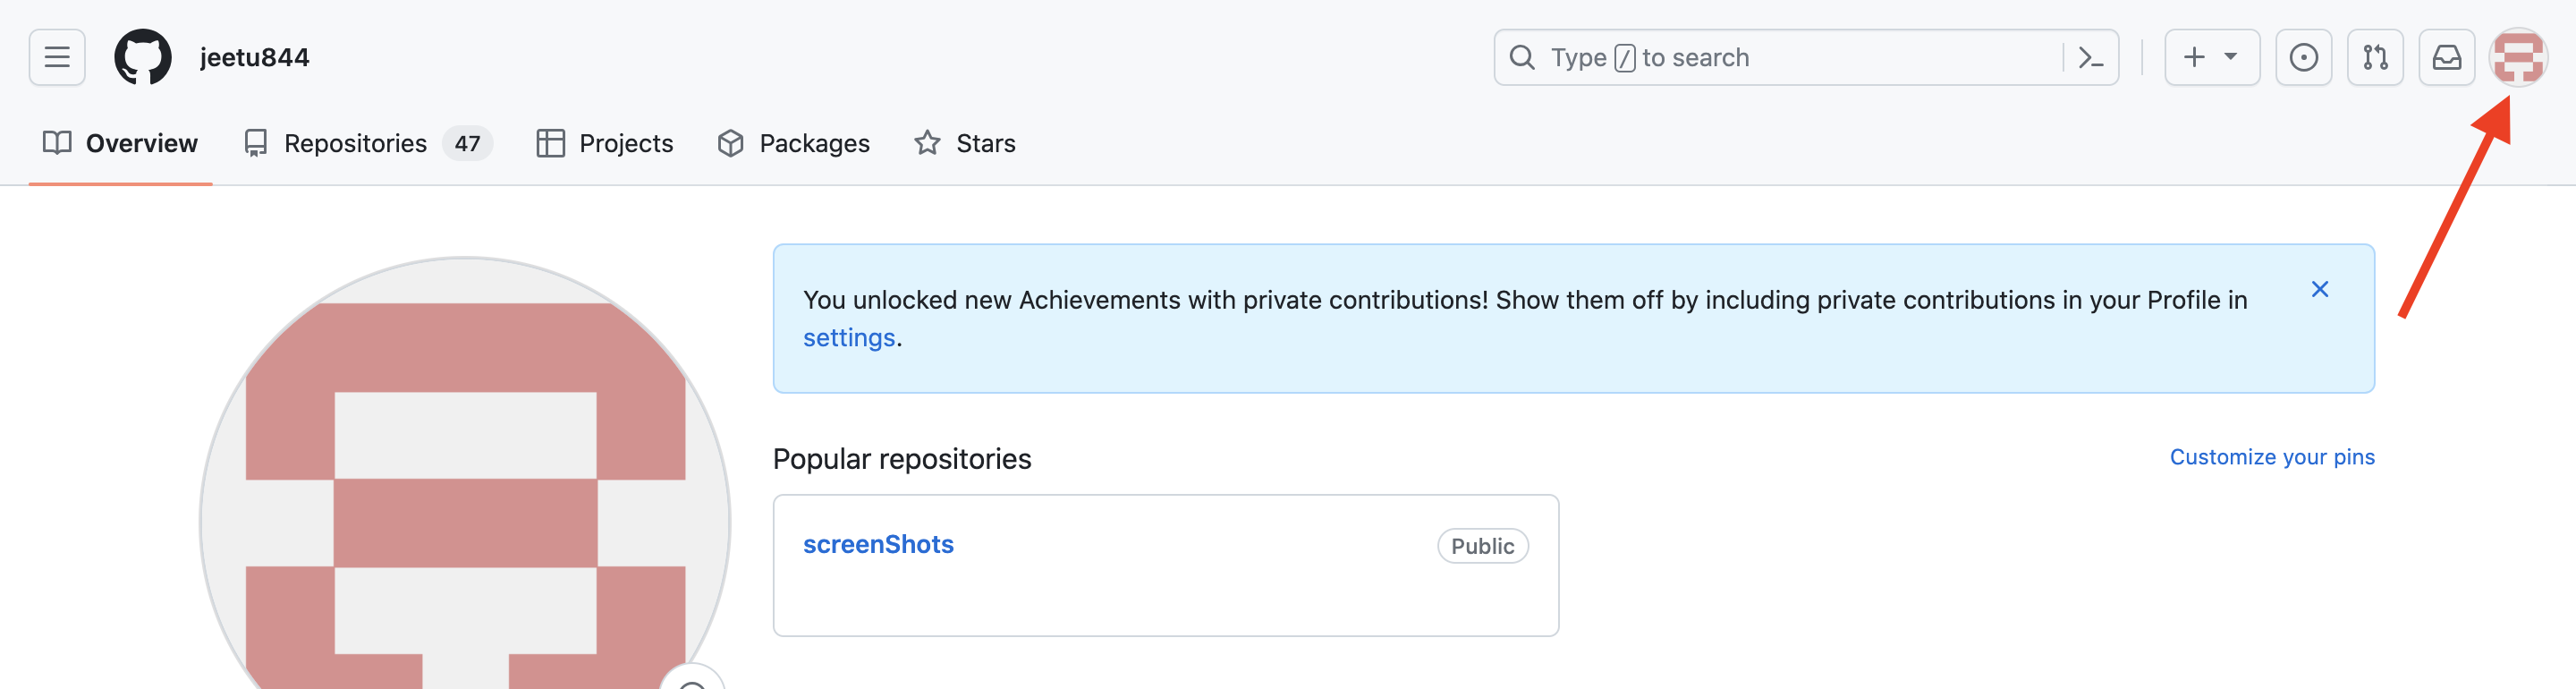 jeetu844
Type / to search
Overview
Repositories 47
Projects
Packages
Stars
You unlocked new Achievements with private contributions! Show them off by including private contributions in your Profile in
settings.
Popular repositories
Customize your pins
screenShots
Public